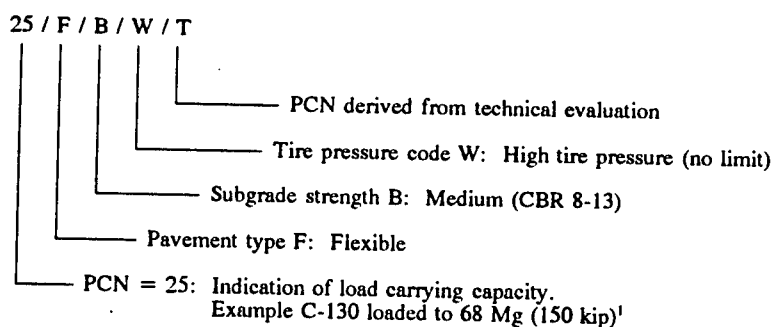 25 / F / B / W / T
PCN derived from technical evaluation
Tire pressure code W: High tire pressure (no limit)
Subgrade strength B: Medium (CBR 8-13)
Pavement type F: Flexible
PCN = 25: Indication of load carrying capacity.
Example C-130 loaded to 68 Mg (150 kip)¹